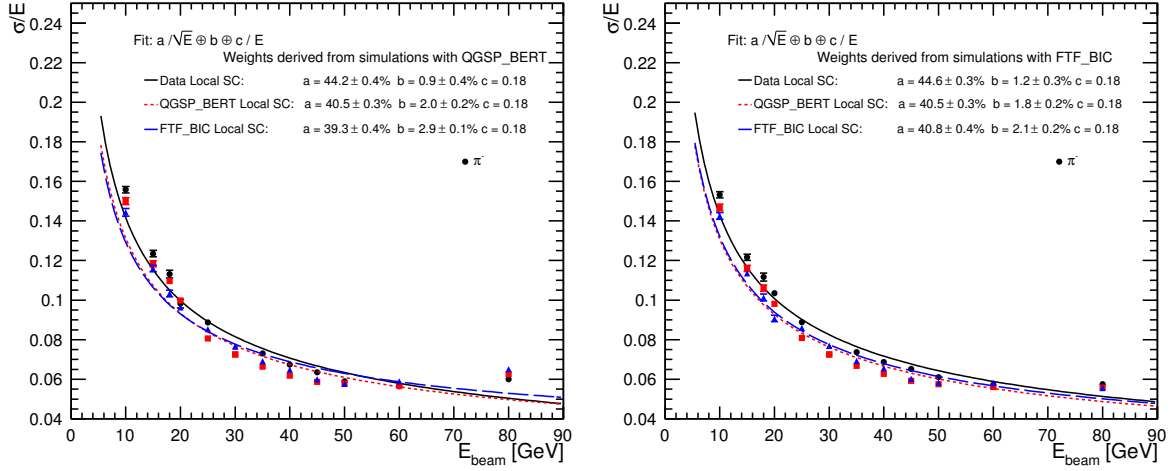 σ/E
0.24
0.22
0.2
0.18
0.16
0.14
0.12
0.1
0.08
0.06
0.04
Fit: a /√E ⊕ b ⊕ c / E
Weights derived from simulations with QGSP_BERT
Data Local SC: a = 44.2 ± 0.4% b = 0.9 ± 0.4% c = 0.18
QGSP_BERT Local SC: a = 40.5 ± 0.3% b = 2.0 ± 0.2% c = 0.18
FTF_BIC Local SC: a = 39.3 ± 0.4% b = 2.9 ± 0.1% c = 0.18
π⁻
0 10 20 30 40 50 60 70 80 90
E_beam [GeV]
σ/E
0.24
0.22
0.2
0.18
0.16
0.14
0.12
0.1
0.08
0.06
0.04
Fit: a /√E ⊕ b ⊕ c / E
Weights derived from simulations with FTF_BIC
Data Local SC: a = 44.6 ± 0.3% b = 1.2 ± 0.3% c = 0.18
QGSP_BERT Local SC: a = 40.5 ± 0.3% b = 1.8 ± 0.2% c = 0.18
FTF_BIC Local SC: a = 40.8 ± 0.4% b = 2.1 ± 0.2% c = 0.18
π⁻
0 10 20 30 40 50 60 70 80 90
E_beam [GeV]